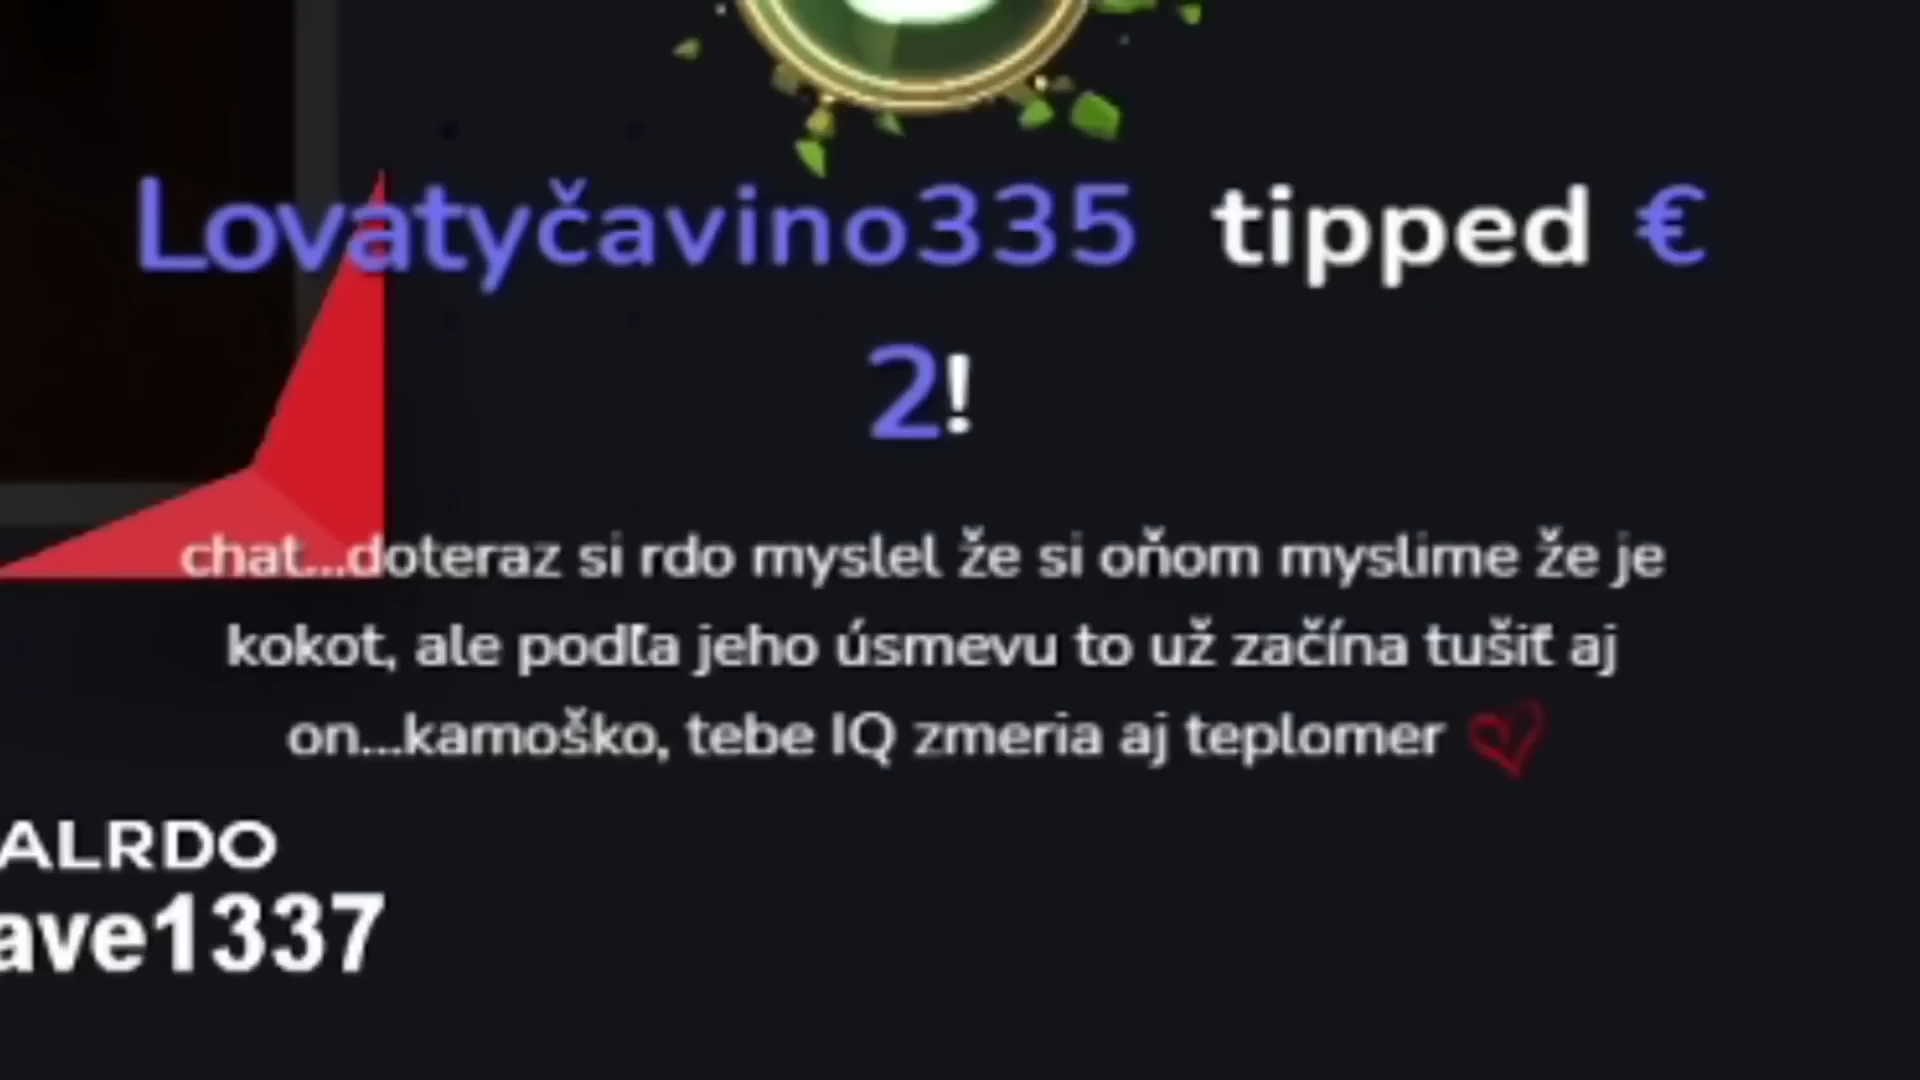 Lovatyčavino335 tipped €
2!
chat...doteraz si rdo myslel že si oňom myslime že je
kokot, ale podľa jeho úsmevu to už začína tušiť aj
on...kamoško, tebe IQ zmeria aj teplomer
ALRDO
ave1337